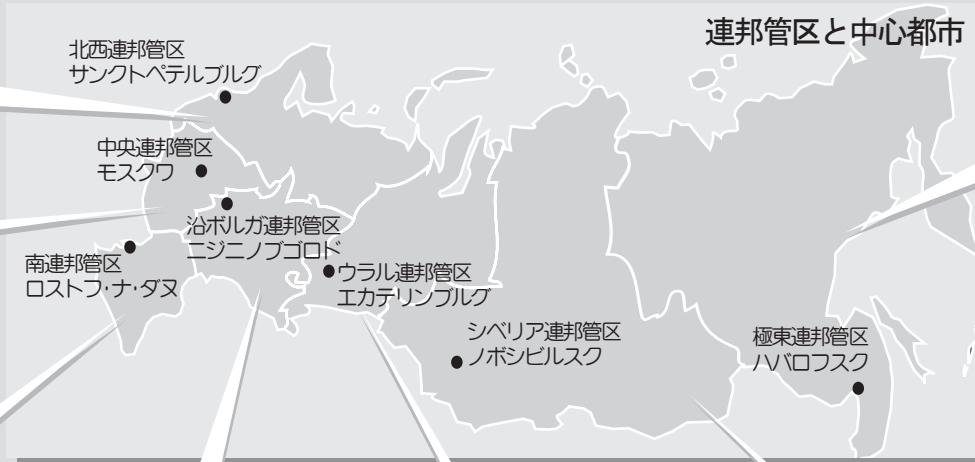 連邦管区と中心都市
北西連邦管区
サンクトペテルブルグ
中央連邦管区
モスクワ
沿ボルガ連邦管区
ニジニノブゴロド
南連邦管区
ロストフ・ナ・ダヌ
ウラル連邦管区
エカテリンブルグ
シベリア連邦管区
ノボシビルスク
極東連邦管区
ハバロフスク